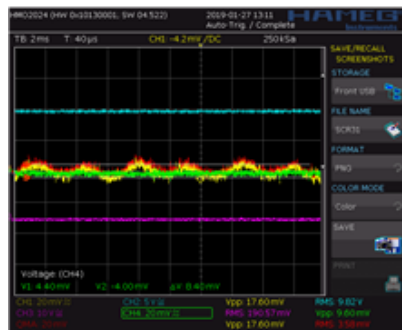 HMO2024 (HW 0x10130001, SW 04.522) 2019-01-27 13:11 HAMEG
Auto Trig. / Complete Instruments
TB: 2ms T: 40µs CH1: -4.2mV / DC 250kSa
SAVE/RECALL
SCREENSHOTS
STORAGE
Front USB
FILE NAME
SCR31
FORMAT
PNG
COLOR MODE
Color
SAVE
PRINT
Voltage: (CH4)
V1: 4.40mV V2: -4.00mV ΔV: 8.40mV
CH1: 20mV CH2: 5V Vpp: 17.60mV RMS: 9.82V
CH3: 10V CH4: 20mV RMS: 190.57mV Vpp: 9.60mV
20mV Vpp: 17.60mV RMS: 3.58mV